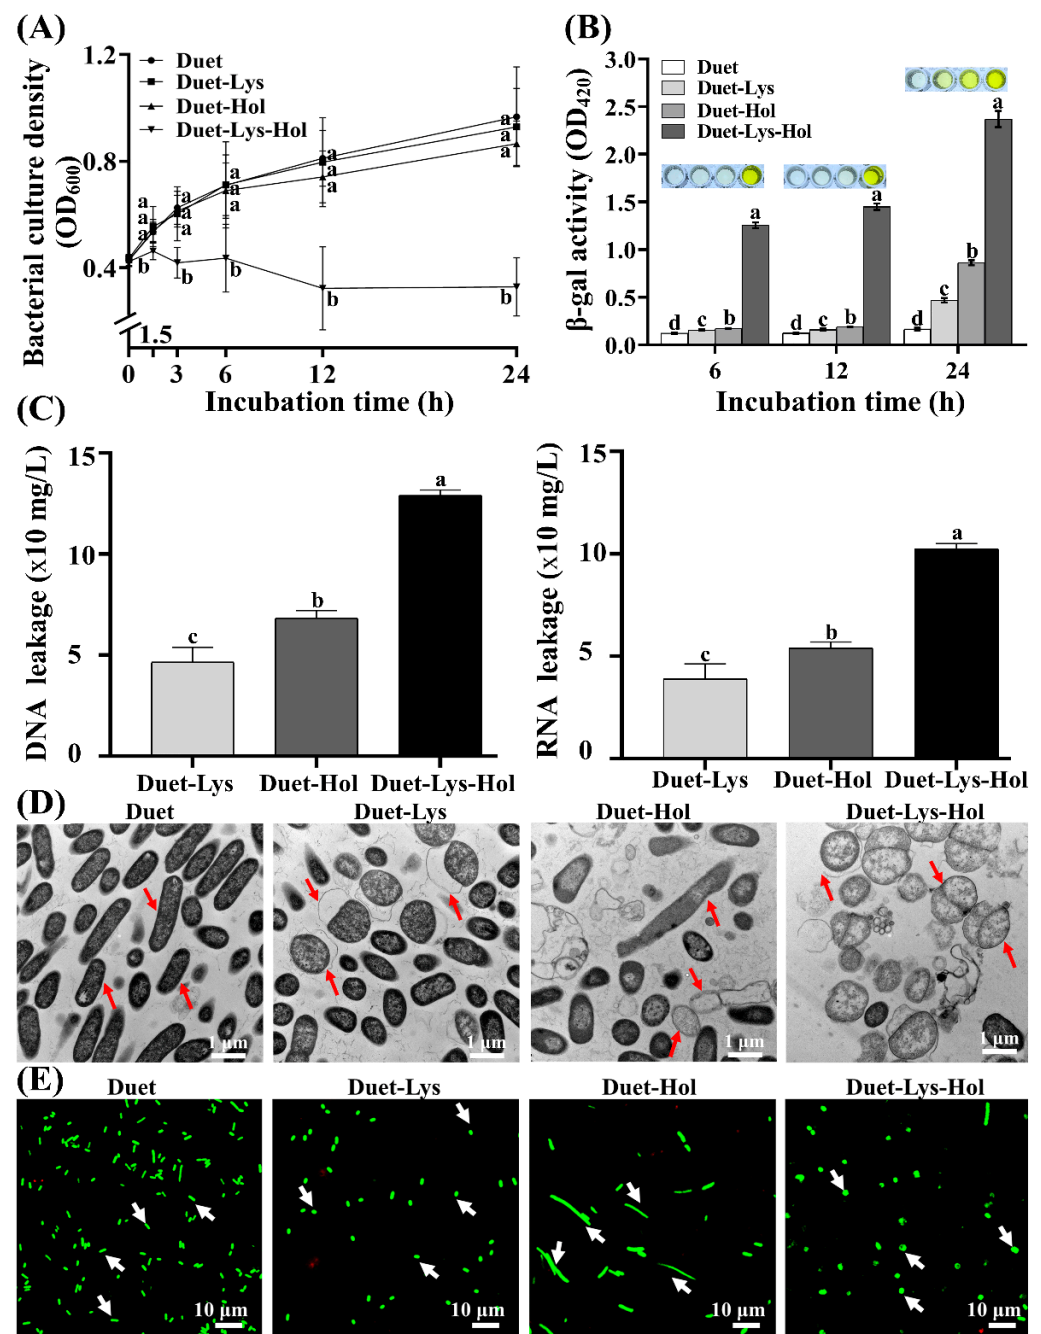 (A)
Bacterial culture density
(OD600)
1.2
0.8
0.4
1.5
Duet
Duet-Lys
Duet-Hol
Duet-Lys-Hol
a
a
a
b
a
a
a
b
a
a
b
a
a
a
b
a
a
a
b
0
3
6
12
24
Incubation time (h)
(B)
β-gal activity (OD420)
3.0
2.5
2.0
1.5
1.0
0.5
0.0
Duet
Duet-Lys
Duet-Hol
Duet-Lys-Hol
d
c
b
a
d
c
b
a
d
c
b
a
6
12
24
Incubation time (h)
(C)
DNA leakage (x10 mg/L)
15
10
5
0
c
b
a
Duet-Lys
Duet-Hol
Duet-Lys-Hol
RNA leakage (x10 mg/L)
15
10
5
0
c
b
a
Duet-Lys
Duet-Hol
Duet-Lys-Hol
(D)
Duet
Duet-Lys
Duet-Hol
Duet-Lys-Hol
1 μm
1 μm
1 μm
1 μm
(E)
Duet
Duet-Lys
Duet-Hol
Duet-Lys-Hol
10 μm
10 μm
10 μm
10 μm